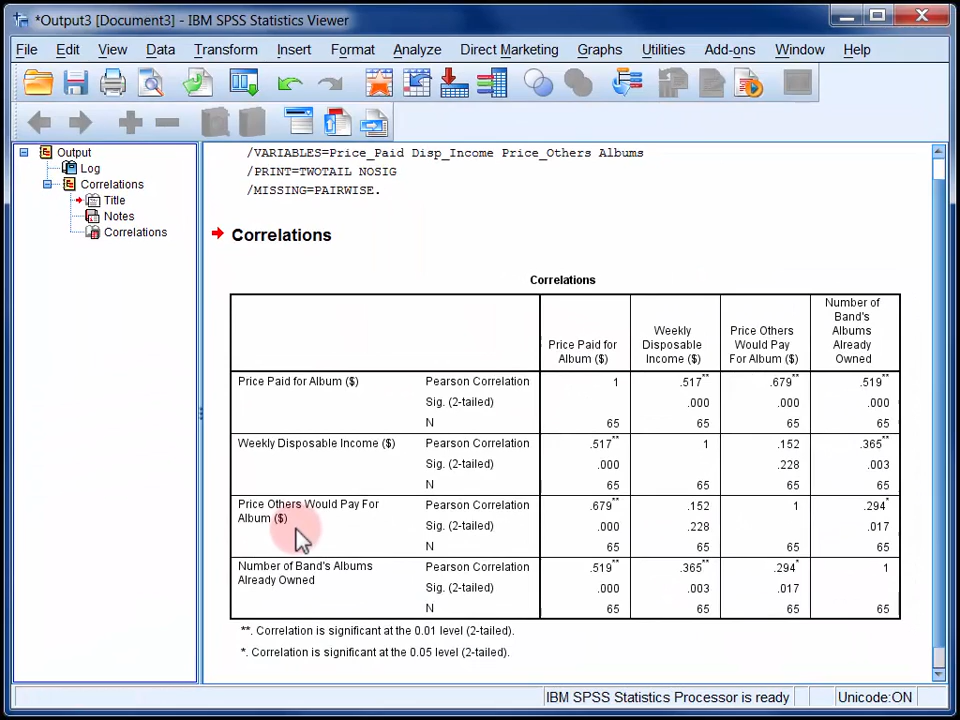 *Output3 [Document3] - IBM SPSS Statistics Viewer
File Edit View Data Transform Insert Format Analyze Direct Marketing Graphs Utilities Add-ons Window Help
Output
Log
Correlations
Title
Notes
Correlations
/VARIABLES=Price_Paid Disp_Income Price_Others Albums
/PRINT=TWOTAIL NOSIG
/MISSING=PAIRWISE.
Correlations
Correlations
Price Paid for
Album ($)
Weekly
Disposable
Income ($)
Price Others
Would Pay
For Album ($)
Number of
Band's
Albums
Already
Owned
Price Paid for Album ($) Pearson Correlation 1 .517** .679** .519**
Sig. (2-tailed) .000 .000 .000
N 65 65 65 65
Weekly Disposable Income ($) Pearson Correlation .517** 1 .152 .365**
Sig. (2-tailed) .000 .228 .003
N 65 65 65 65
Price Others Would Pay For
Album ($)
Pearson Correlation .679** .152 1 .294*
Sig. (2-tailed) .000 .228 .017
N 65 65 65 65
Number of Band's Albums
Already Owned
Pearson Correlation .519** .365** .294* 1
Sig. (2-tailed) .000 .003 .017
N 65 65 65 65
**. Correlation is significant at the 0.01 level (2-tailed).
*. Correlation is significant at the 0.05 level (2-tailed).
IBM SPSS Statistics Processor is ready Unicode:ON